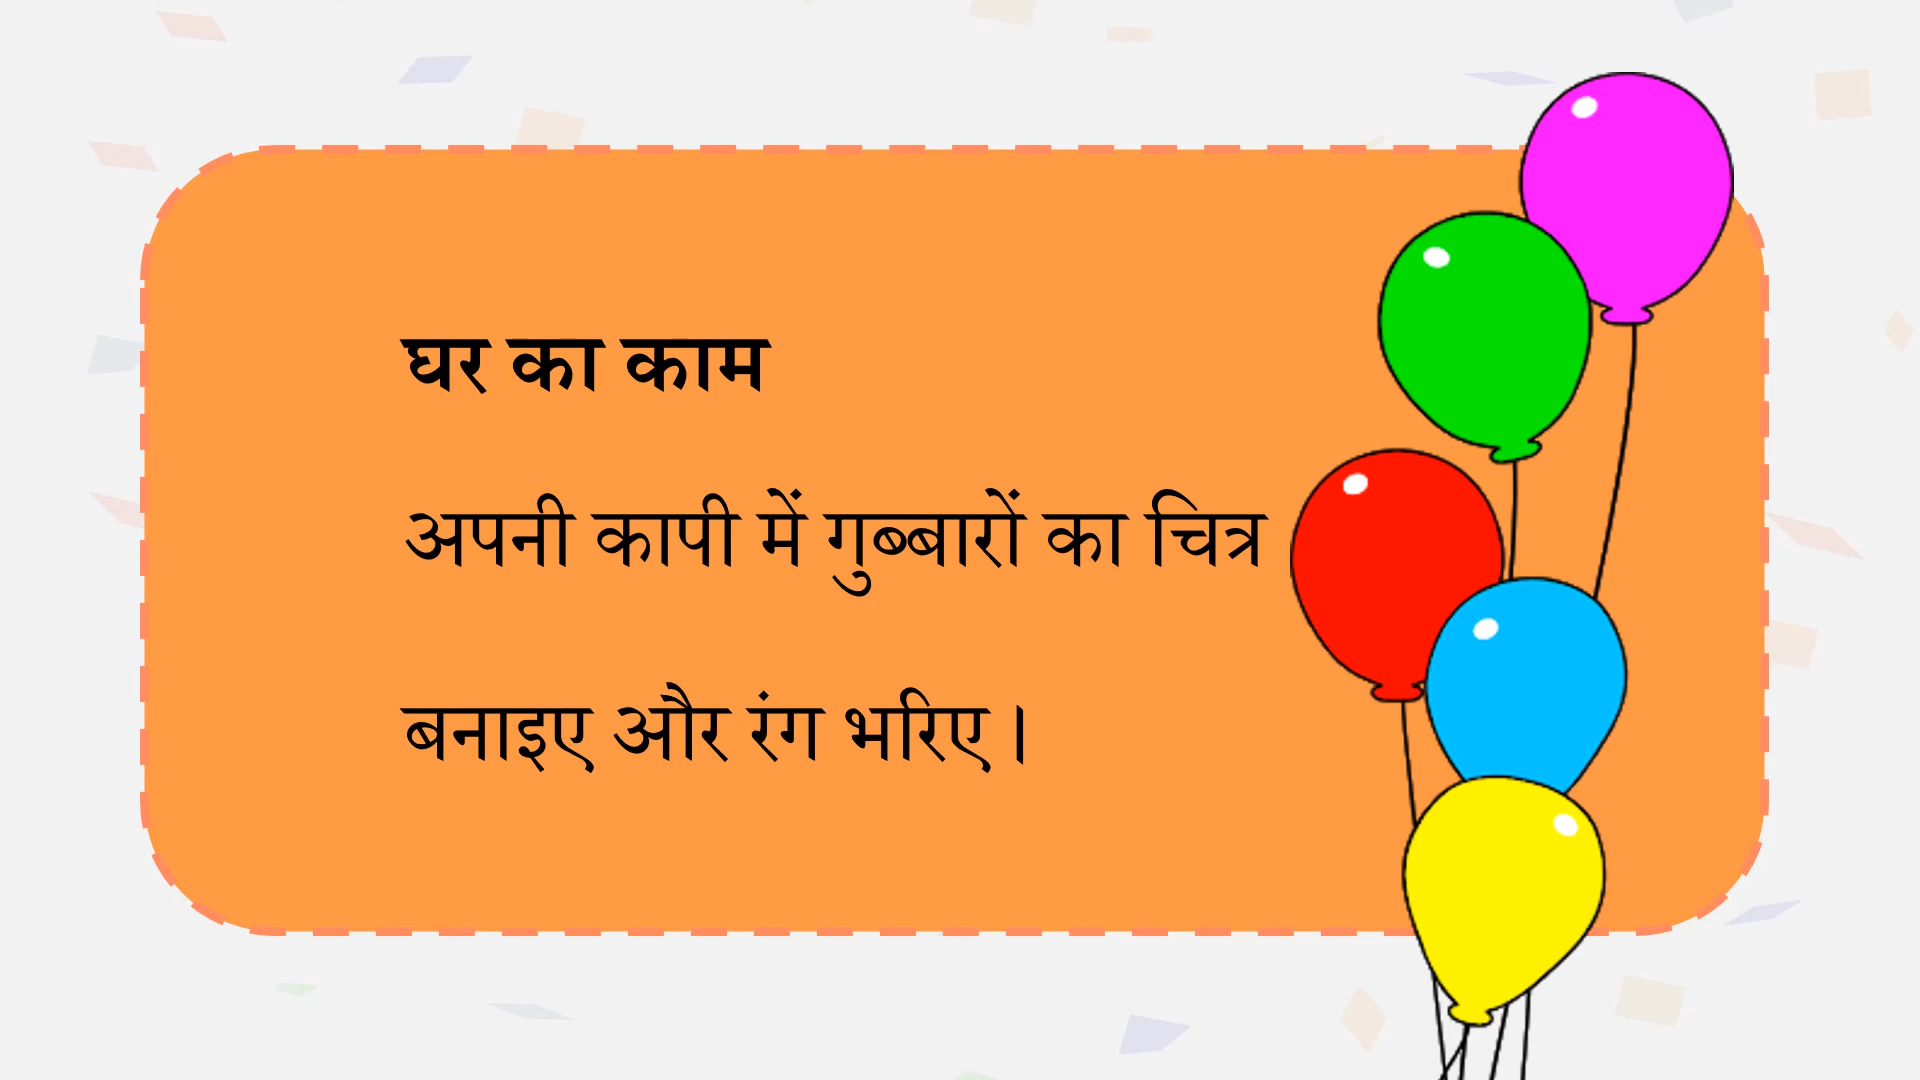 घर का काम
अपनी कापी में गुब्बारों का चित्र
बनाइए और रंग भरिए ।